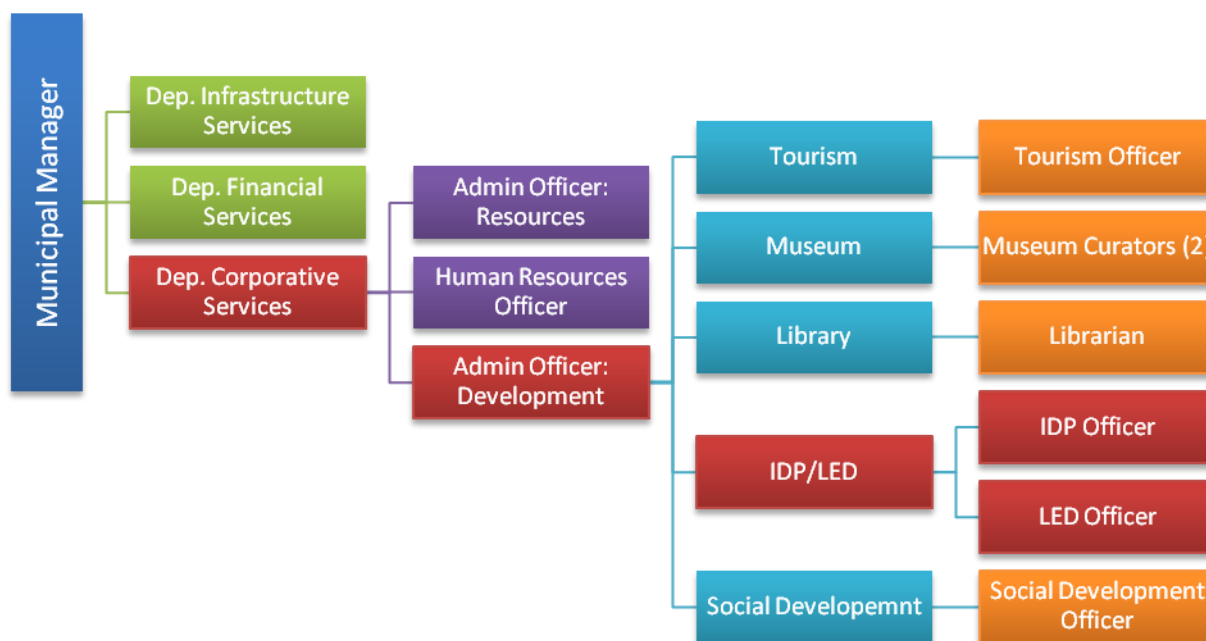 Municipal Manager
Dep. Infrastructure
Services
Dep. Financial
Services
Dep. Corporative
Services
Admin Officer:
Resources
Human Resources
Officer
Admin Officer:
Development
Tourism
Museum
Library
IDP/LED
Social Developemnt
Tourism Officer
Museum Curators (2)
Librarian
IDP Officer
LED Officer
Social Development
Officer